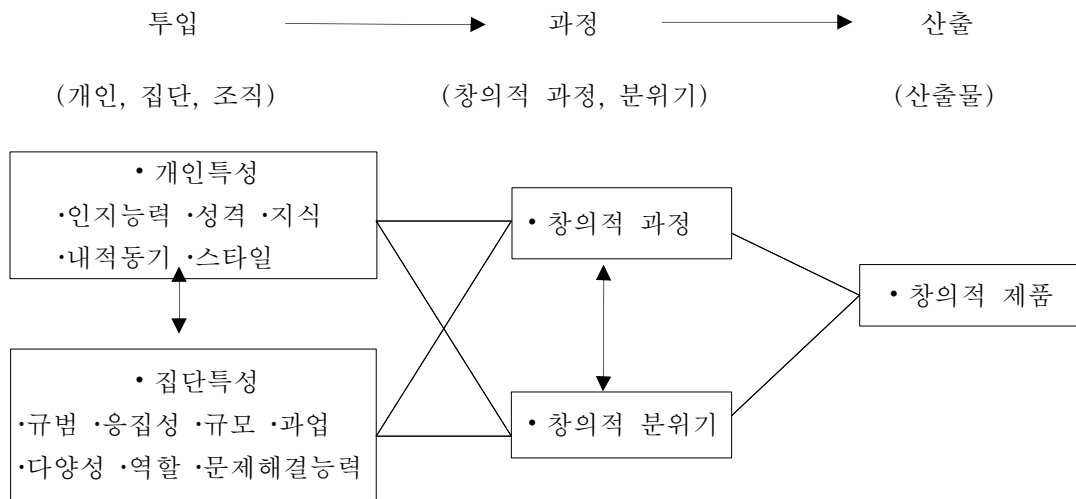 투입 과정 산출
(개인, 집단, 조직) (창의적 과정, 분위기) (산출물)
• 개인특성
·인지능력 ·성격 ·지식
·내적동기 ·스타일
• 창의적 과정
• 창의적 제품
• 집단특성
·규범 ·응집성 ·규모 ·과업
·다양성 ·역할 ·문제해결능력
• 창의적 분위기